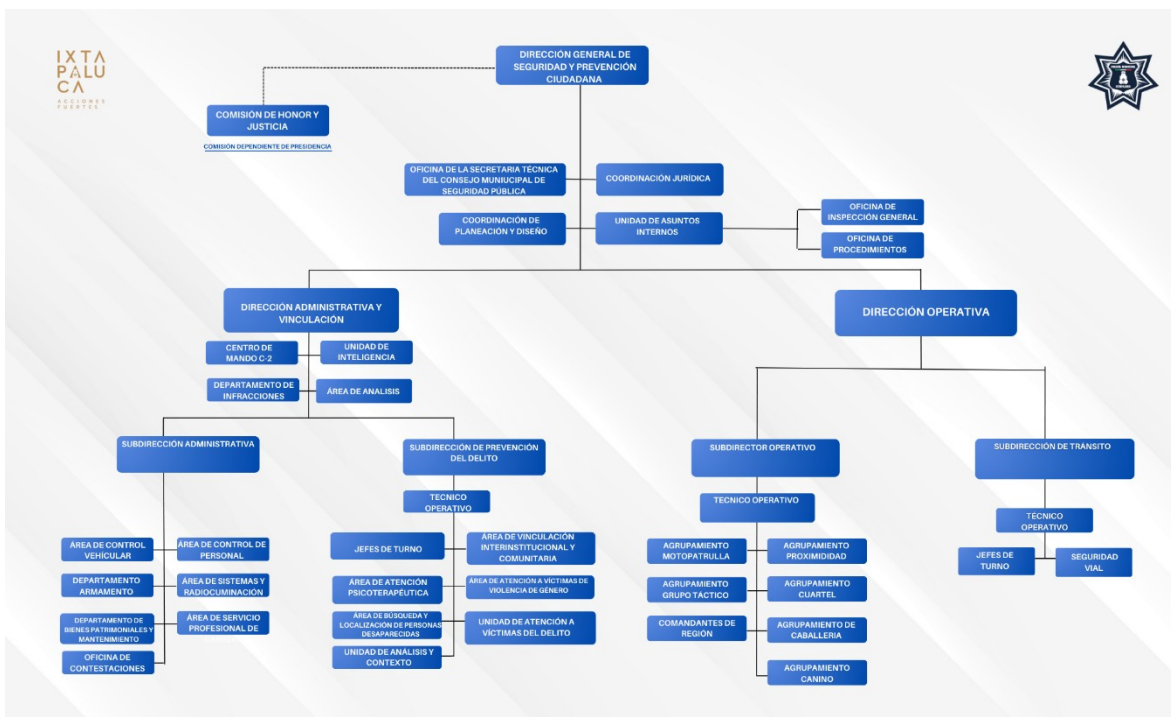 IXTA
PALU
CA
ACCIONES
FUERTES
DIRECCIÓN GENERAL DE
SEGURIDAD Y PREVENCIÓN
CIUDADANA
COMISIÓN DE HONOR Y
JUSTICIA
COMISIÓN DEPENDIENTE DE PRESIDENCIA
OFICINA DE LA SECRETARIA TÉCNICA
DEL CONSEJO MUNIUCIPAL DE
SEGURIDAD PÚBLICA
COORDINACIÓN JURÍDICA
COORDINACIÓN DE
PLANEACIÓN Y DISEÑO
UNIDAD DE ASUNTOS
INTERNOS
OFICINA DE
INSPECCIÓN GENERAL
OFICINA DE
PROCEDIMIENTOS
DIRECCIÓN ADMINISTRATIVA Y
VINCULACIÓN
DIRECCIÓN OPERATIVA
CENTRO DE
MANDO C-2
UNIDAD DE
INTELIGENCIA
DEPARTAMENTO DE
INFRACCIONES
ÁREA DE ANALISIS
SUBDIRECCIÓN ADMINISTRATIVA
SUBDIRECCIÓN DE PREVENCIÓN
DEL DELITO
SUBDIRECTOR OPERATIVO
SUBDIRECCIÓN DE TRÁNSITO
ÁREA DE CONTROL
VEHÍCULAR
ÁREA DE CONTROL DE
PERSONAL
DEPARTAMENTO
ARMAMENTO
ÁREA DE SISTEMAS Y
RADIOCUMINACIÓN
DEPARTAMENTO DE
BIENES PATRIMONIALES Y
MANTENIMIENTO
ÁREA DE SERVICIO
PROFESIONAL DE
OFICINA DE
CONTESTACIONES
TECNICO
OPERATIVO
JEFES DE TURNO
ÁREA DE VINCULACIÓN
INTERINSTITUCIONAL Y
COMUNITARIA
ÁREA DE ATENCIÓN
PSICOTERAPÉUTICA
ÁREA DE ATENCIÓN A VÍCTIMAS DE
VIOLENCIA DE GÉNERO
ÁREA DE BÚSQUEDA Y
LOCALIZACIÓN DE PERSONAS
DESAPARECIDAS
UNIDAD DE ATENCIÓN A
VÍCTIMAS DEL DELITO
UNIDAD DE ANÁLISIS Y
CONTEXTO
TECNICO OPERATIVO
AGRUPAMIENTO
MOTOPATRULLA
AGRUPAMIENTO
PROXIMIDIDAD
AGRUPAMIENTO
GRUPO TÁCTICO
AGRUPAMIENTO
CUARTEL
COMANDANTES DE
REGIÓN
AGRUPAMIENTO DE
CABALLERIA
AGRUPAMIENTO
CANINO
TÉCNICO
OPERATIVO
JEFES DE
TURNO
SEGURIDAD
VIAL